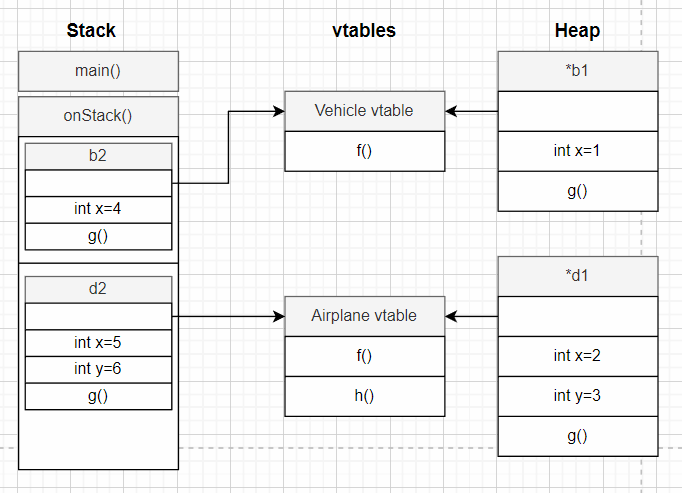 Stack
main()
onStack()
b2
int x=4
g()
d2
int x=5
int y=6
g()
vtables
Vehicle vtable
f()
Airplane vtable
f()
h()
Heap
*b1
int x=1
g()
*d1
int x=2
int y=3
g()